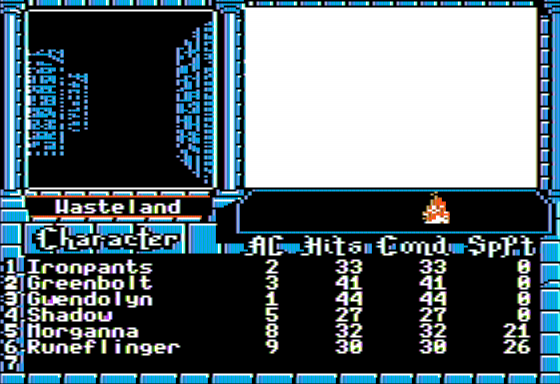 Wasteland
Character AC Hits Cond SpPt
1 Ironpants 2 33 33 0
2 Greenbolt 3 41 41 0
3 Gwendolyn 1 44 44 0
4 Shadow 5 27 27 0
5 Morganna 8 32 32 21
6 Runeflinger 9 30 30 26
7